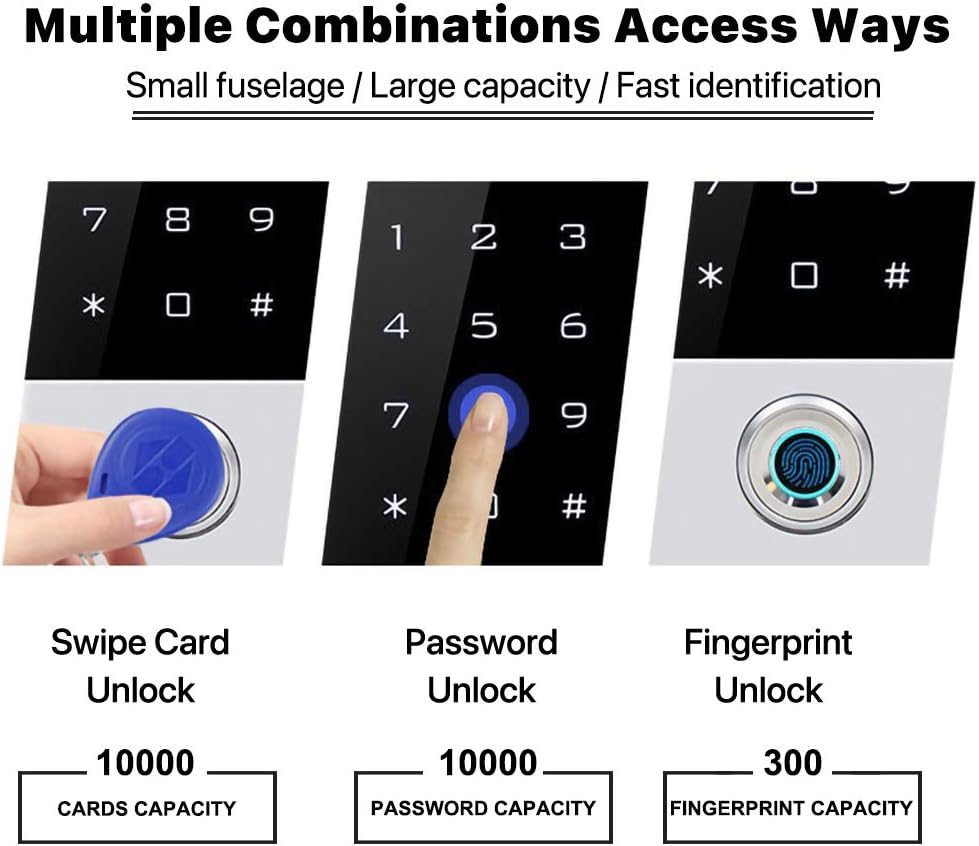 Multiple Combinations Access Ways
Small fuselage / Large capacity / Fast identification
7 8 9
* 0 #
1 2 3
4 5 6
7 9
* #
* 0 #
Swipe Card
Unlock
Password
Unlock
Fingerprint
Unlock
10000
CARDS CAPACITY
10000
PASSWORD CAPACITY
300
FINGERPRINT CAPACITY